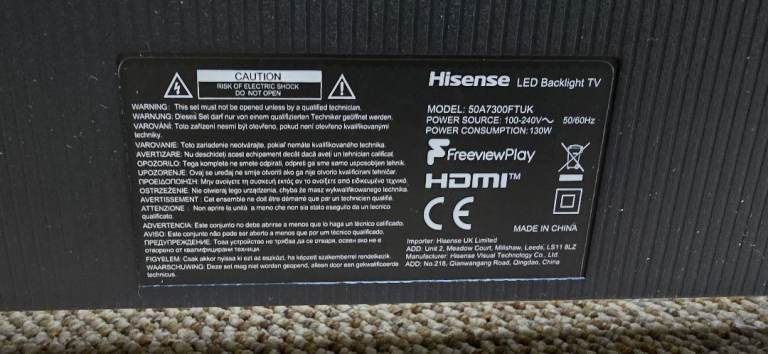 CAUTION
RISK OF ELECTRIC SHOCK
DO NOT OPEN
WARNING: This set must not be opened unless by a qualified technician.
WARNUNG: Dieses Set darf nur von einem qualifizierten Techniker geöffnet werden.
VAROVÁNÍ: Toto zařízení nesmí být otevřeno, pokud není otevřeno kvalifikovanými
techniky.
VAROVANIE: Toto zariadenie neotvárajte, pokiaľ nemáte kvalifikovaného technika.
AVERTIZARE: Nu deschideți acest echipament decât dacă aveți un tehnician calificat.
OPOZORILO: Tega kompleta ne smete odpirati, odpreti ga sme samo usposobljen tehnik.
UPOZORENJE: Ovaj se uređaj ne smije otvoriti ako ga nije otvorio kvalificirani tehničar.
ΠΡΟΕΙΔΟΠΟΙΗΣΗ: Μην ανοίγετε τη συσκευή εκτός αν το ανοίξετε από ειδικευμένο τεχνικό.
OSTRZEŻENIE: Nie otwieraj tego urządzenia, chyba że masz wykwalifikowanego technika.
AVERTISSEMENT: Cet ensemble ne doit être démarré que par un technicien qualifié.
ATTENZIONE: Non aprire la unità a meno che non sia stato eseguito da un tecnico
qualificato.
ADVERTENCIA: Este conjunto no debe abrirse a menos que lo haga un técnico calificado.
AVISO: Este conjunto não pode ser aberto a menos que por um técnico qualificado.
ПРЕДУПРЕЖДЕНИЕ: Това устройство не трябва да се отваря, освен ако не е
отворено от квалифициран техник.
FIGYELEM: Csak akkor nyissa ki ezt az eszközt, ha képzett szakemberrel rendelkezik.
WAARSCHUWING: Deze set mag niet worden geopend, alleen door een gekwalificeerde
technicus.
Hisense LED Backlight TV
MODEL: 50A7300FTUK
POWER SOURCE: 100-240V~ 50/60Hz
POWER CONSUMPTION: 130W
FreeviewPlay
HDMI™
CE
MADE IN CHINA
Importer: Hisense UK Limited
ADD: Unit 2, Meadow Court, Millshaw, Leeds, LS11 8LZ
Manufacturer: Hisense Visual Technology Co., Ltd.
ADD: No.218, Qianwangang Road, Qingdao, China